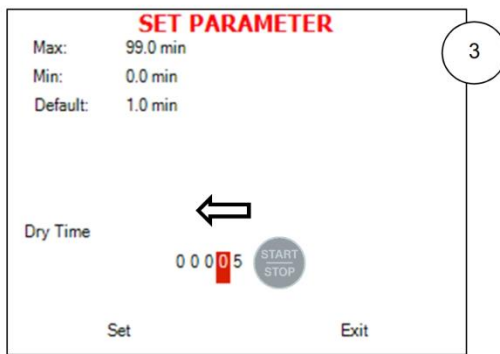 SET PARAMETER
3
Max: 99.0 min
Min: 0.0 min
Default: 1.0 min
Dry Time
0 0 0 0 5
START
STOP
Set Exit